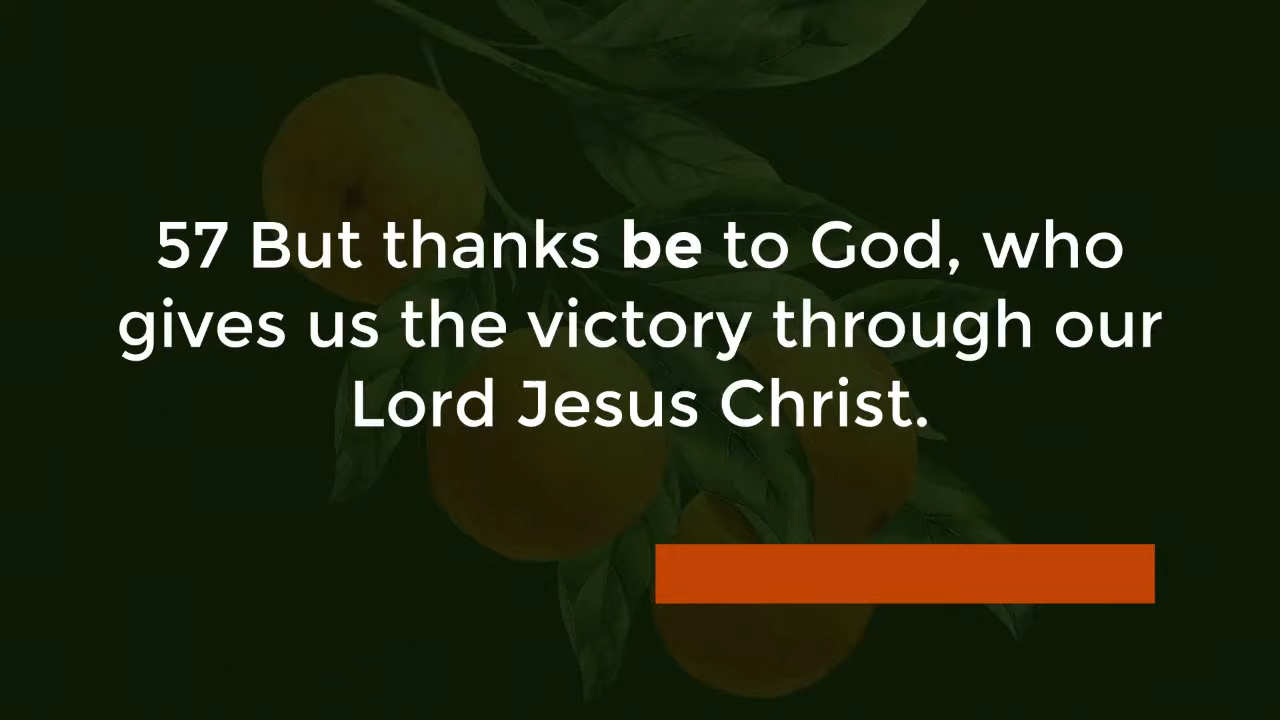 57 But thanks be to God, who
gives us the victory through our
Lord Jesus Christ.